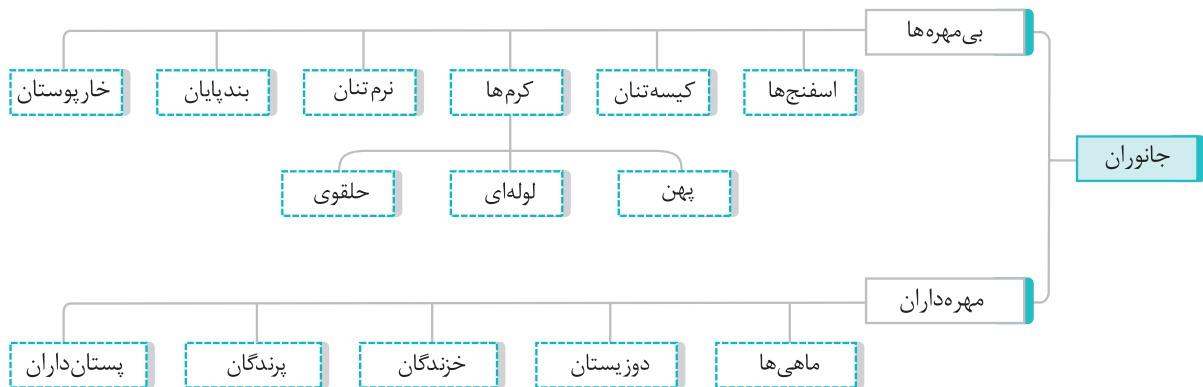 جانوران
بی‌مهره‌ها
اسفنج‌ها
کیسه‌تنان
کرم‌ها
نرم‌تنان
بندپایان
خارپوستان
پهن
لوله‌ای
حلقوی
مهره‌داران
ماهی‌ها
دوزیستان
خزندگان
پرندگان
پستان‌داران